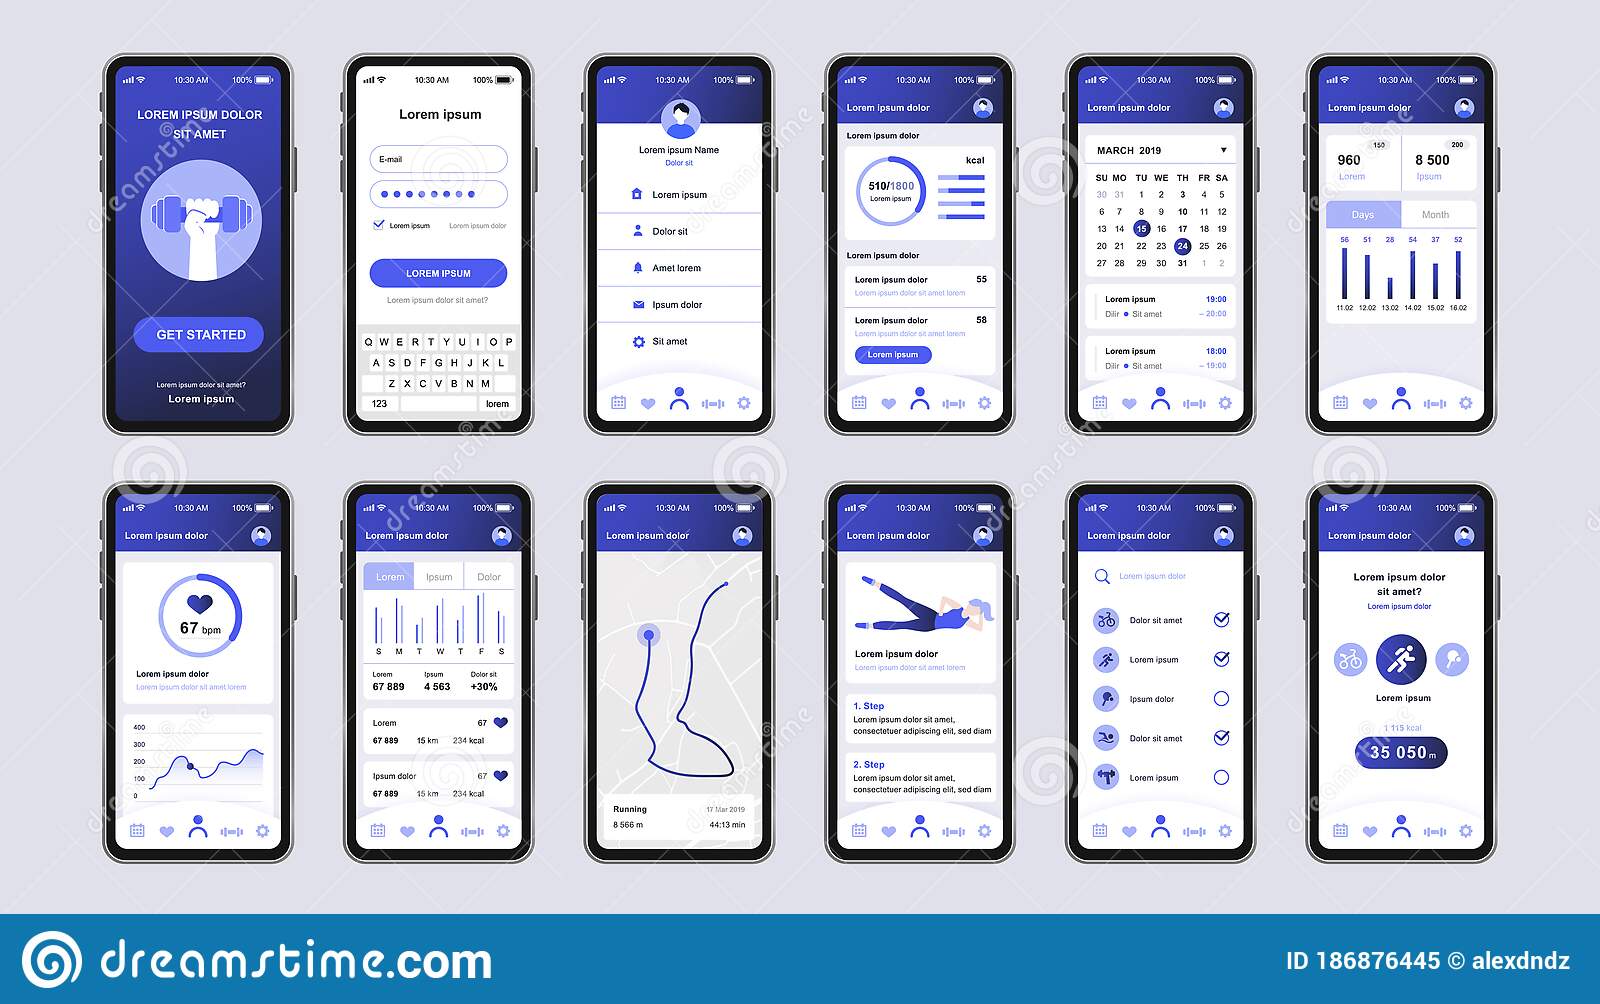 10:30 AM 100%
LOREM IPSUM DOLOR
SIT AMET
GET STARTED
Lorem ipsum dolor sit amet?
Lorem ipsum
10:30 AM 100%
Lorem ipsum
E-mail
Lorem ipsum Lorem ipsum dolor
LOREM IPSUM
Lorem ipsum dolor sit amet?
Q W E R T Y U I O P
A S D F G H J K L
Z X C V B N M
123 lorem
10:30 AM 100%
Lorem ipsum Name
Dolor sit
Lorem ipsum
Dolor sit
Amet lorem
Ipsum dolor
Sit amet
10:30 AM 100%
Lorem ipsum dolor
Lorem ipsum dolor
kcal
510/1800
Lorem ipsum
Lorem ipsum dolor
Lorem ipsum dolor 55
Lorem ipsum dolor sit amet lorem
Lorem ipsum dolor 58
Lorem ipsum dolor sit amet lorem
Lorem ipsum
10:30 AM 100%
Lorem ipsum dolor
MARCH 2019
SU MO TU WE TH FR SA
30 31 1 2 3 4 5
6 7 8 9 10 11 12
13 14 15 16 17 18 19
20 21 22 23 24 25 26
27 28 29 30 31 1 2
Lorem ipsum 19:00
Dilir Sit amet – 20:00
Lorem ipsum 18:00
Dilir Sit amet – 19:00
10:30 AM 100%
Lorem ipsum dolor
150 200
960 8 500
Lorem Ipsum
Days Month
56 51 28 54 37 52
11.02 12.02 13.02 14.02 15.02 16.02
10:30 AM 100%
Lorem ipsum dolor
67 bpm
Lorem ipsum dolor
Lorem ipsum dolor sit amet lorem
400
300
200
100
0
10:30 AM 100%
Lorem ipsum dolor
Lorem Ipsum Dolor
S M T W T F S
Lorem Ipsum Dolor sit
67 889 4 563 +30%
Lorem 67
67 889 15 km 234 kcal
Ipsum dolor 67
67 889 15 km 234 kcal
10:30 AM 100%
Lorem ipsum dolor
Running 17 Mar 2019
8 566 m 44:13 min
10:30 AM 100%
Lorem ipsum dolor
Lorem ipsum dolor
Lorem ipsum dolor sit amet lorem
1. Step
Lorem ipsum dolor sit amet,
consectetuer adipiscing elit, sed diam
2. Step
Lorem ipsum dolor sit amet,
consectetuer adipiscing elit, sed diam
10:30 AM 100%
Lorem ipsum dolor
Lorem ipsum dolor
Dolor sit amet
Lorem ipsum
Ipsum dolor
Dolor sit amet
Lorem ipsum
10:30 AM 100%
Lorem ipsum dolor
Lorem ipsum dolor
sit amet?
Lorem ipsum dolor
Lorem ipsum
1 115 kcal
35 050 m
dreamstime.com
ID 186876445 © alexdndz